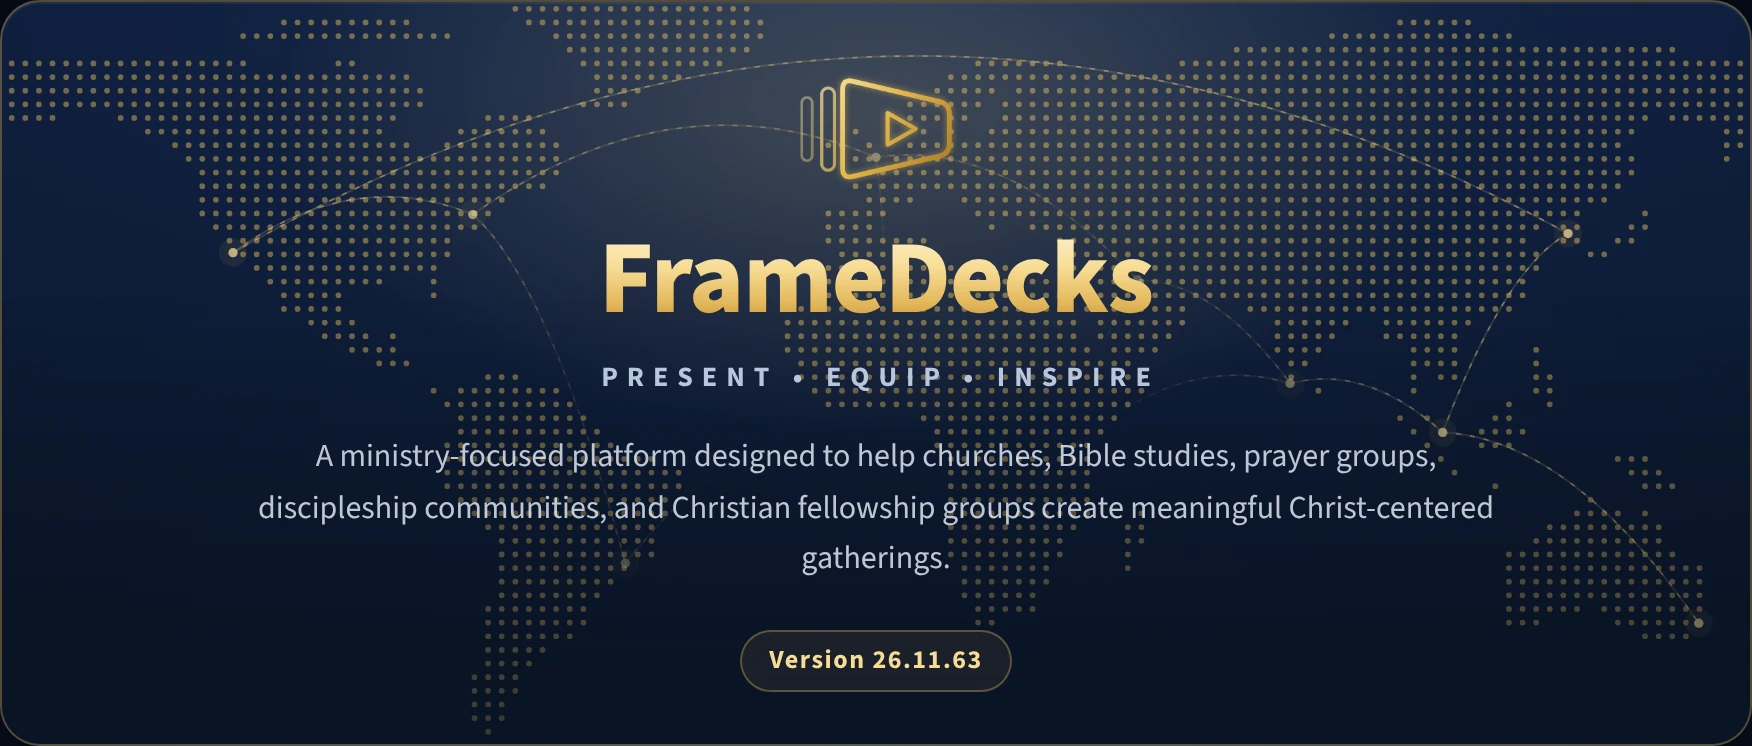 FrameDecks
PRESENT • EQUIP • INSPIRE
A ministry-focused platform designed to help churches, Bible studies, prayer groups,
discipleship communities, and Christian fellowship groups create meaningful Christ-centered
gatherings.
Version 26.11.63